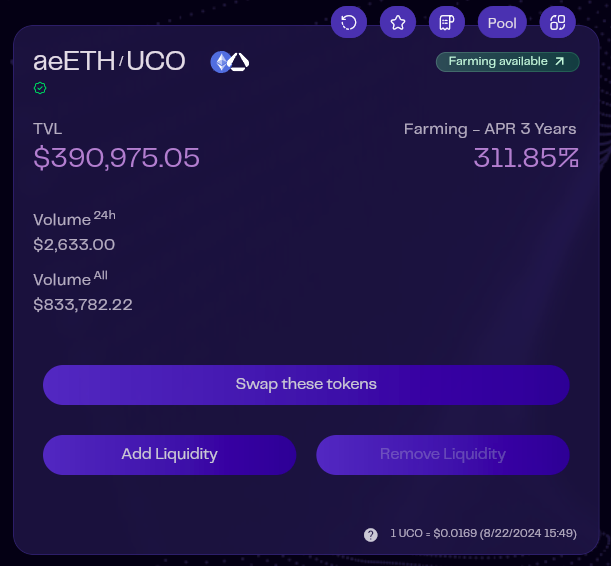 Pool
aeETH/UCO
Farming available
TVL
Farming - APR 3 Years
$390,975.05
311.85%
Volume 24h
$2,633.00
Volume All
$833,782.22
Swap these tokens
Add Liquidity
Remove Liquidity
? 1 UCO = $0.0169 (8/22/2024 15:49)